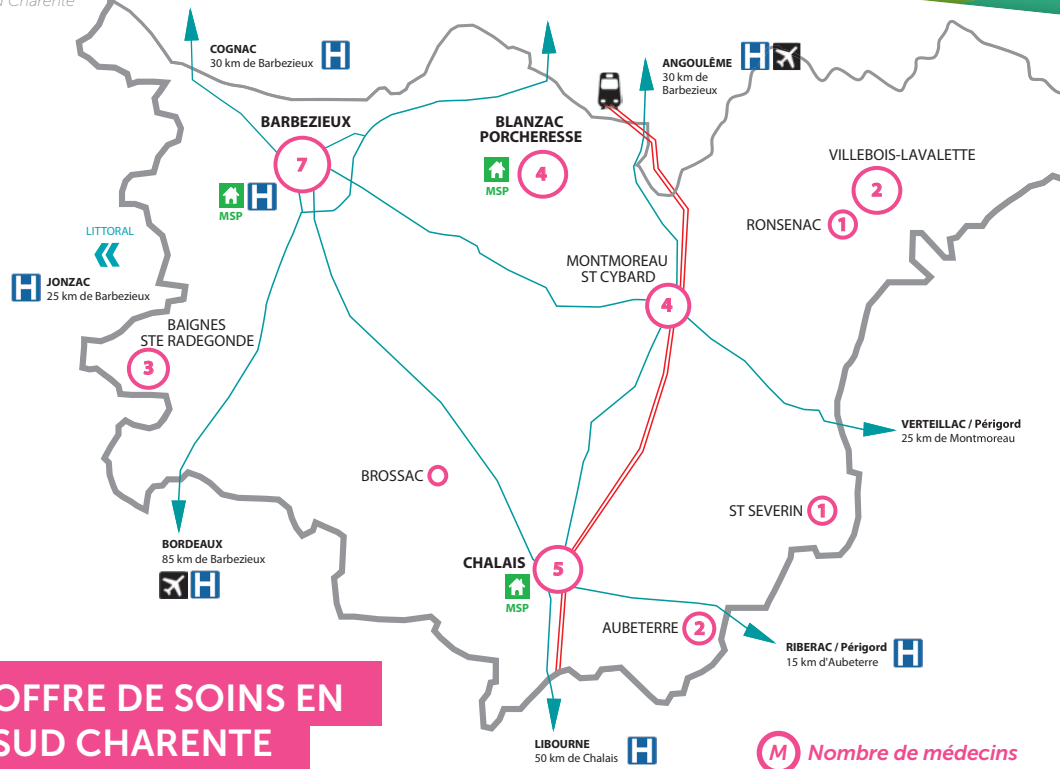 d Charente
COGNAC
30 km de Barbezieux
H
ANGOULÊME
H
30 km de
Barbezieux
BARBEZIEUX
7
MSP
H
BLANZAC
PORCHERESSE
4
MSP
VILLEBOIS-LAVALETTE
2
RONSENAC
1
LITTORAL
H
JONZAC
25 km de Barbezieux
MONTMOREAU
ST CYBARD
4
BAIGNES
STE RADEGONDE
3
VERTEILLAC / Périgord
25 km de Montmoreau
BROSSAC
ST SEVERIN
1
BORDEAUX
85 km de Barbezieux
H
CHALAIS
5
MSP
AUBETERRE
2
RIBERAC / Périgord
15 km d'Aubeterre
H
OFFRE DE SOINS EN
SUD CHARENTE
LIBOURNE
50 km de Chalais
H
M Nombre de médecins